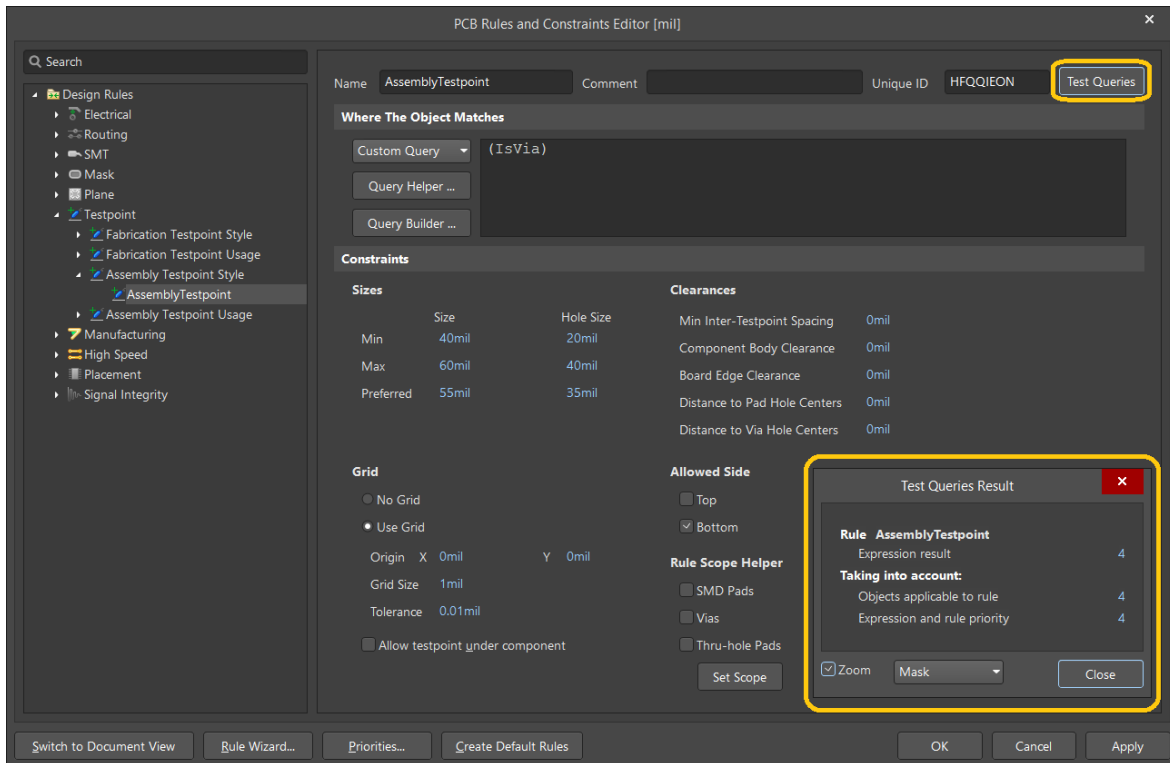 PCB Rules and Constraints Editor [mil]
Search
Design Rules
Electrical
Routing
SMT
Mask
Plane
Testpoint
Fabrication Testpoint Style
Fabrication Testpoint Usage
Assembly Testpoint Style
AssemblyTestpoint
Assembly Testpoint Usage
Manufacturing
High Speed
Placement
Signal Integrity
Name AssemblyTestpoint Comment Unique ID HFQQIEON Test Queries
Where The Object Matches
Custom Query (IsVia)
Query Helper ...
Query Builder ...
Constraints
Sizes
Size Hole Size
Min 40mil 20mil
Max 60mil 40mil
Preferred 55mil 35mil
Clearances
Min Inter-Testpoint Spacing 0mil
Component Body Clearance 0mil
Board Edge Clearance 0mil
Distance to Pad Hole Centers 0mil
Distance to Via Hole Centers 0mil
Grid
No Grid
Use Grid
Origin X 0mil Y 0mil
Grid Size 1mil
Tolerance 0.01mil
Allow testpoint under component
Allowed Side
Top
Bottom
Rule Scope Helper
SMD Pads
Vias
Thru-hole Pads
Set Scope
Test Queries Result
Rule AssemblyTestpoint
Expression result 4
Taking into account:
Objects applicable to rule 4
Expression and rule priority 4
Zoom Mask Close
Switch to Document View Rule Wizard... Priorities... Create Default Rules OK Cancel Apply